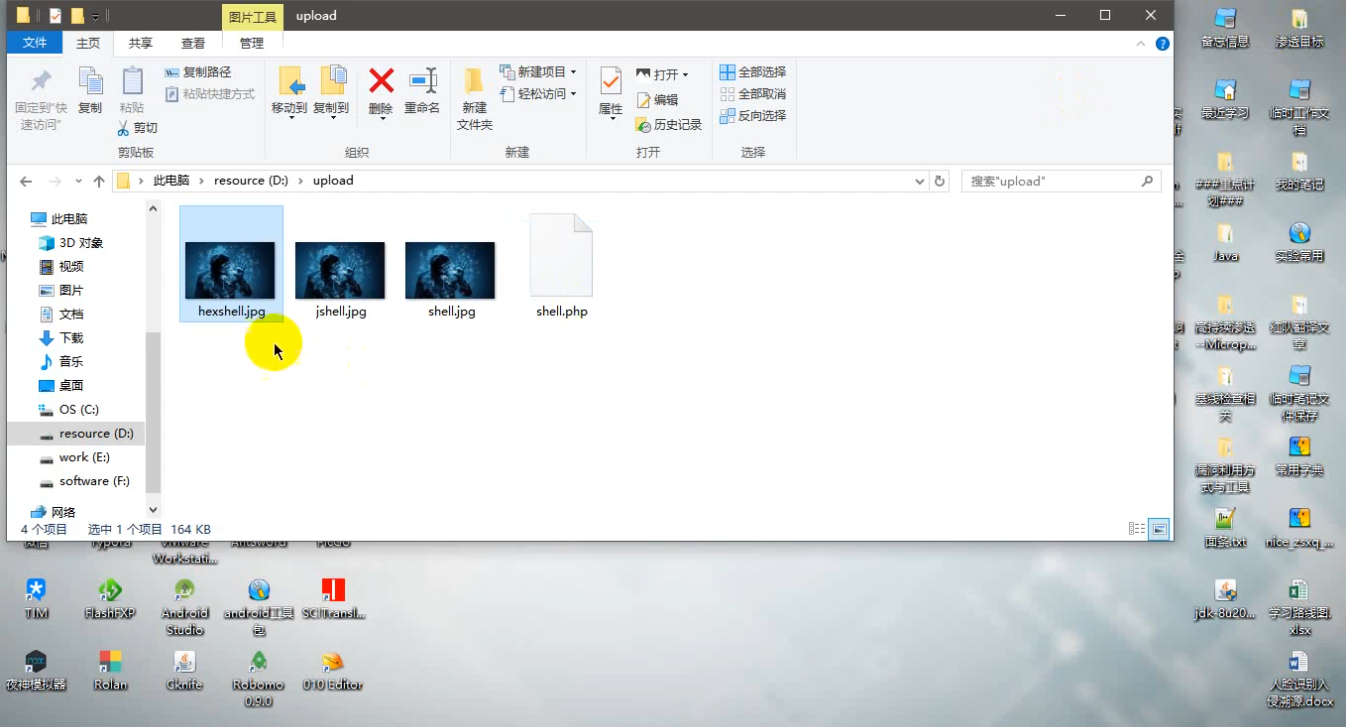 图片工具
upload
文件
主页
共享
查看
管理
固定到"快
速访问"
复制
粘贴
复制路径
粘贴快捷方式
剪切
剪贴板
移动到
复制到
删除
重命名
组织
新建
文件夹
新建项目
轻松访问
新建
属性
打开
编辑
历史记录
打开
全部选择
全部取消
反向选择
选择
此电脑
resource (D:)
upload
搜索"upload"
此电脑
3D 对象
视频
图片
文档
下载
音乐
桌面
OS (C:)
resource (D:)
work (E:)
software (F:)
网络
hexshell.jpg
jshell.jpg
shell.jpg
shell.php
4 个项目
选中 1 个项目
164 KB
备忘信息
渗透目标
最近学习
临时工作文
档
###重点计
划###
我的笔记
Java
实验常用
高持续渗透
--Microp...
红队翻译文
章
基线检查相
关
临时笔记文
件保存
漏洞利用方
式与工具
常用字典
面条.txt
nice_zsxq_...
jdk-8u20...
学习路线图.
xlsx
人脸识别入
侵溯源.docx
微信
Typora
VMware
Workstati...
AntSword
PicGo
TIM
FlashFXP
Android
Studio
android工具
包
SCITransl...
夜神模拟器
Rolan
Cknife
Robomo
0.9.0
010 Editor